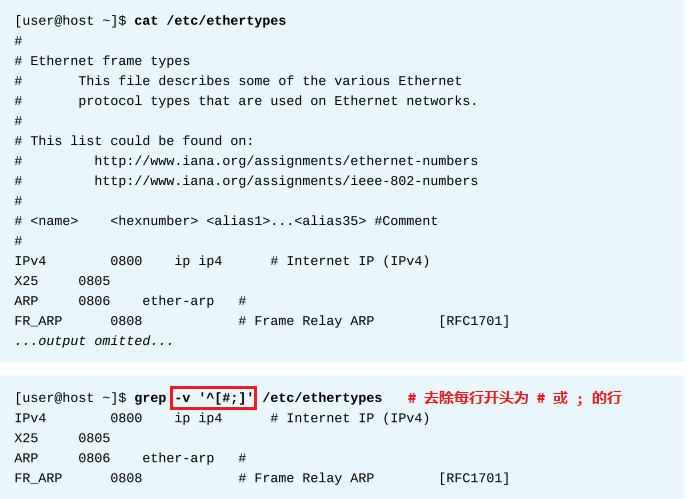 [user@host ~]$ cat /etc/ethertypes
#
# Ethernet frame types
#       This file describes some of the various Ethernet
#       protocol types that are used on Ethernet networks.
#
# This list could be found on:
#         http://www.iana.org/assignments/ethernet-numbers
#         http://www.iana.org/assignments/ieee-802-numbers
#
# <name>    <hexnumber> <alias1>...<alias35> #Comment
#
IPv4        0800    ip ip4      # Internet IP (IPv4)
X25     0805
ARP     0806    ether-arp   #
FR_ARP      0808            # Frame Relay ARP        [RFC1701]
...output omitted...
[user@host ~]$ grep -v '^[#;]' /etc/ethertypes   # 去除每行开头为 # 或 ; 的行
IPv4        0800    ip ip4      # Internet IP (IPv4)
X25     0805
ARP     0806    ether-arp   #
FR_ARP      0808            # Frame Relay ARP        [RFC1701]